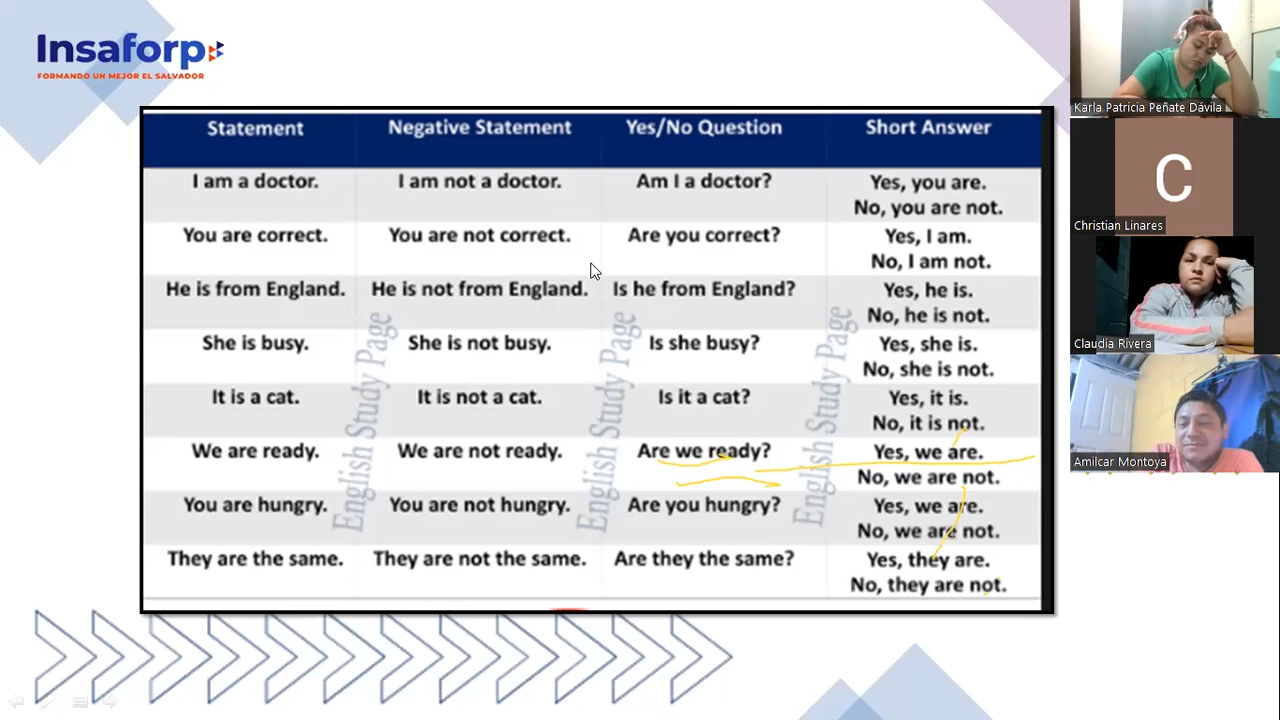 Insaforp
FORMANDO UN MEJOR EL SALVADOR
Statement Negative Statement Yes/No Question Short Answer
I am a doctor. I am not a doctor. Am I a doctor? Yes, you are.
No, you are not.
You are correct. You are not correct. Are you correct? Yes, I am.
No, I am not.
He is from England. He is not from England. Is he from England? Yes, he is.
No, he is not.
She is busy. She is not busy. Is she busy? Yes, she is.
No, she is not.
It is a cat. It is not a cat. Is it a cat? Yes, it is.
No, it is not.
We are ready. We are not ready. Are we ready? Yes, we are.
No, we are not.
You are hungry. You are not hungry. Are you hungry? Yes, we are.
No, we are not.
They are the same. They are not the same. Are they the same? Yes, they are.
No, they are not.
English Study Page
English Study Page
English Study Page
Karla Patricia Peñate Dávila
C
Christian Linares
Claudia Rivera
Amilcar Montoya